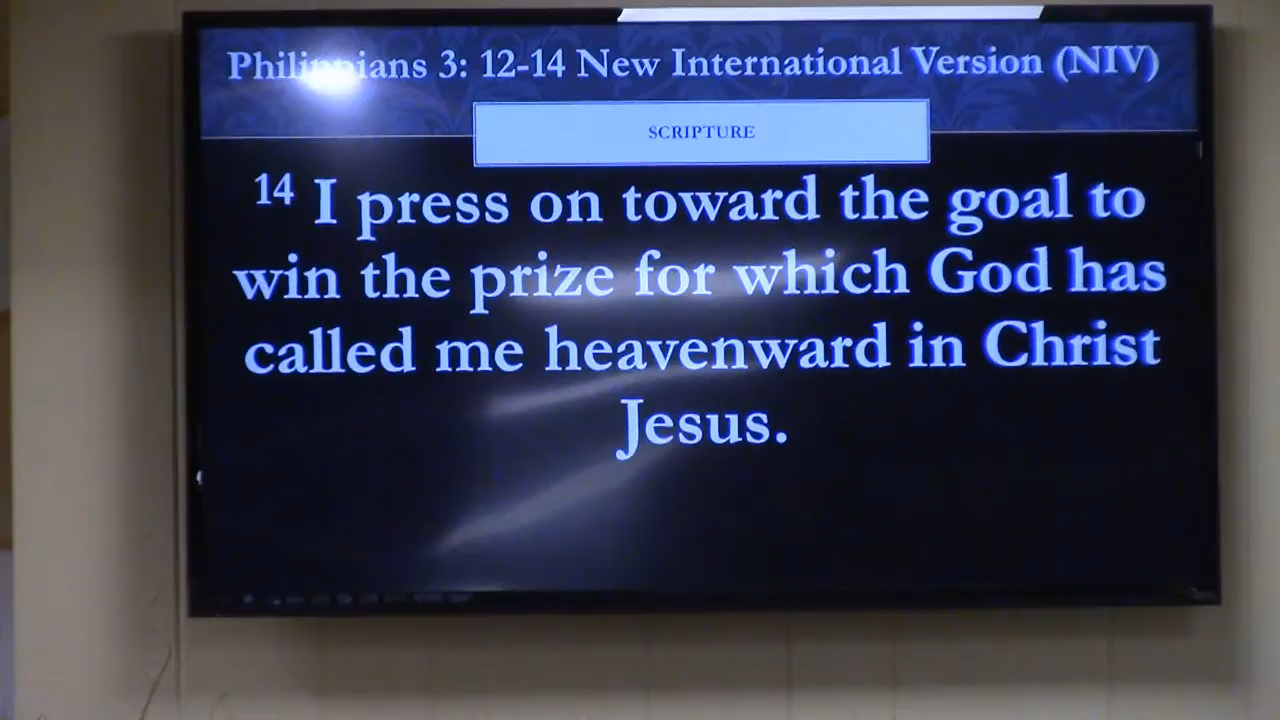 Philippians 3: 12-14 New International Version (NIV)
SCRIPTURE
14 I press on toward the goal to
win the prize for which God has
called me heavenward in Christ
Jesus.